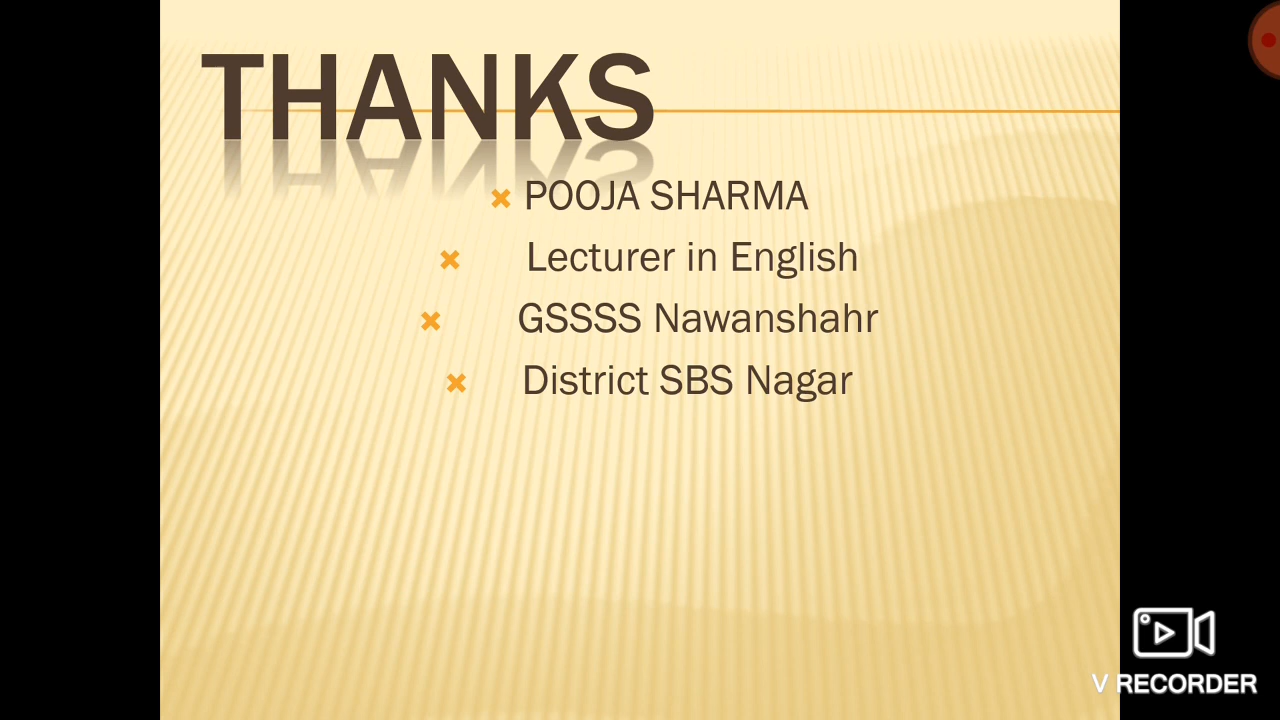 THANKS
POOJA SHARMA
Lecturer in English
GSSSS Nawanshahr
District SBS Nagar
V RECORDER